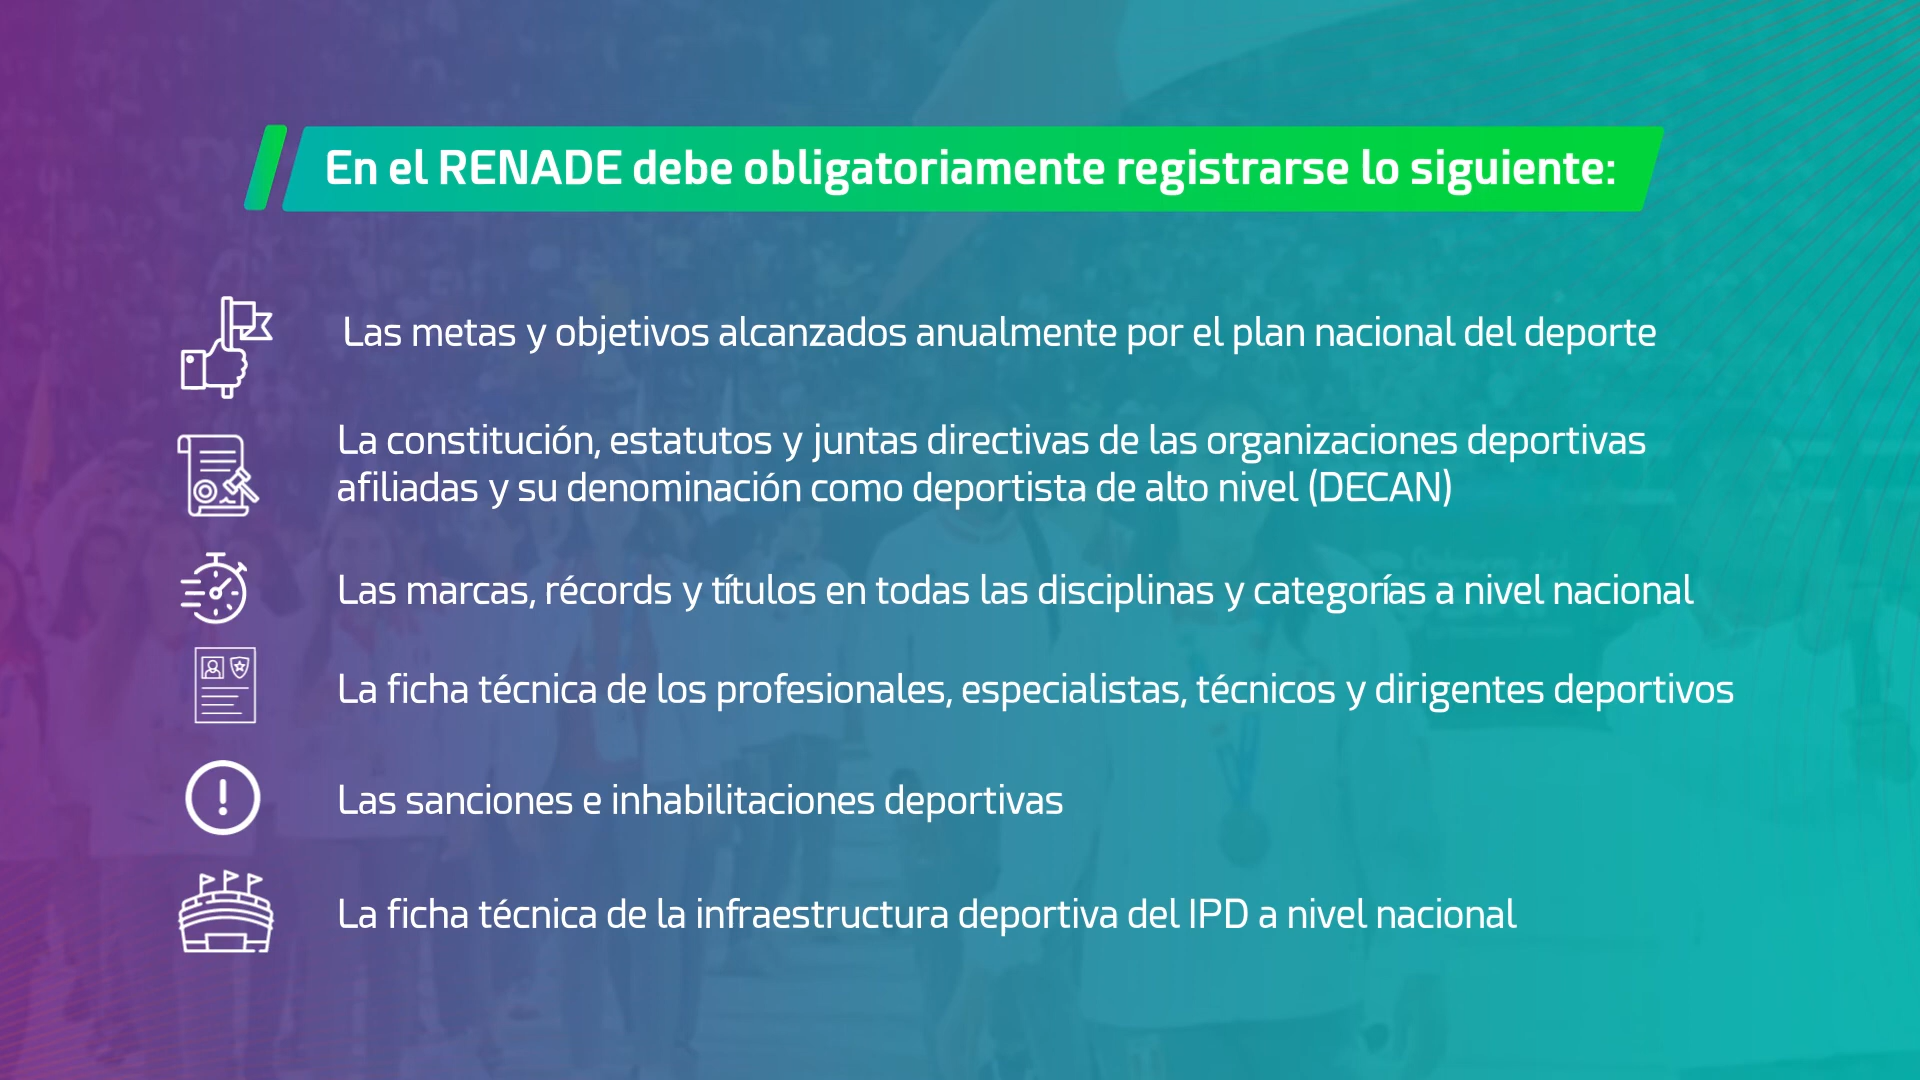 En el RENADE debe obligatoriamente registrarse lo siguiente:
Las metas y objetivos alcanzados anualmente por el plan nacional del deporte
La constitución, estatutos y juntas directivas de las organizaciones deportivas
afiliadas y su denominación como deportista de alto nivel (DECAN)
Las marcas, récords y títulos en todas las disciplinas y categorías a nivel nacional
La ficha técnica de los profesionales, especialistas, técnicos y dirigentes deportivos
Las sanciones e inhabilitaciones deportivas
La ficha técnica de la infraestructura deportiva del IPD a nivel nacional